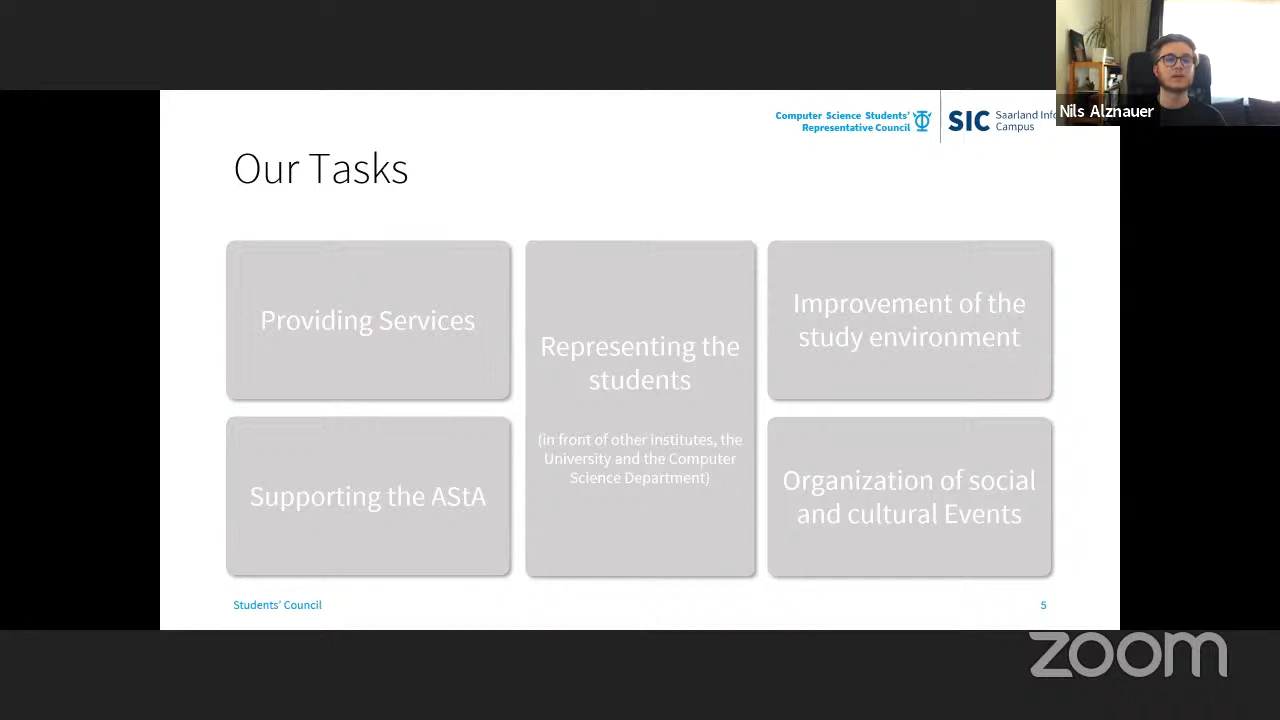 Nils Alznauer
Computer Science Students'
Representative Council
SIC
Saarland Info
Campus
Our Tasks
Providing Services
Supporting the AStA
Representing the
students
(in front of other institutes, the
University and the Computer
Science Department)
Improvement of the
study environment
Organization of social
and cultural Events
Students' Council
5
zoom